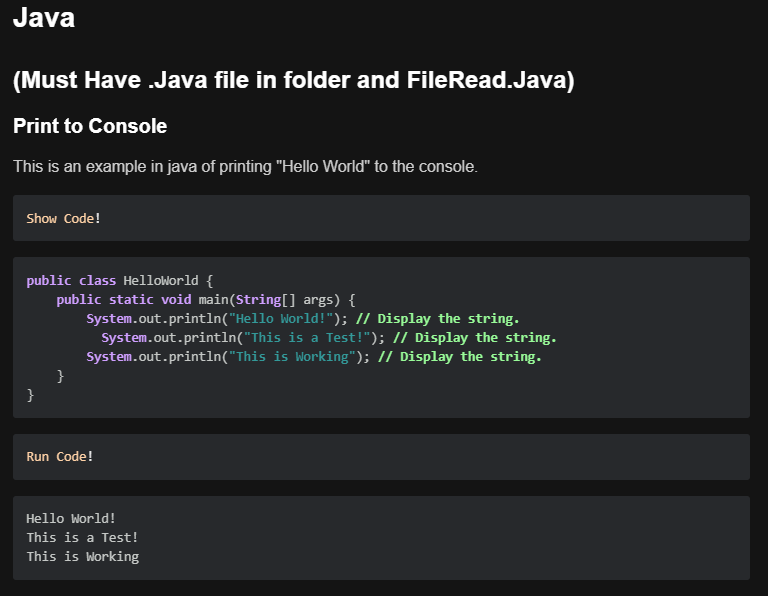 Java
(Must Have .Java file in folder and FileRead.Java)
Print to Console
This is an example in java of printing "Hello World" to the console.
Show Code!
public class HelloWorld {
    public static void main(String[] args) {
        System.out.println("Hello World!"); // Display the string.
          System.out.println("This is a Test!"); // Display the string.
        System.out.println("This is Working"); // Display the string.
    }
}
Run Code!
Hello World!
This is a Test!
This is Working